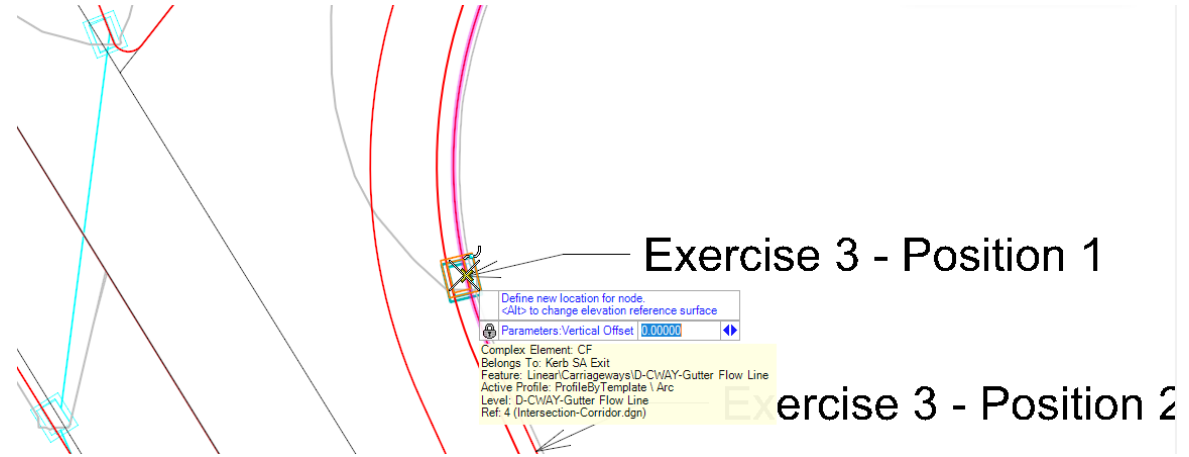 Exercise 3 - Position 1
Define new location for node.
<Alt> to change elevation reference surface
Parameters:Vertical Offset 0.00000
Complex Element: CF
Belongs To: Kerb SA Exit
Feature: Linear\Carriageways\D-CWAY-Gutter Flow Line
Active Profile: ProfileByTemplate \ Arc
Level: D-CWAY-Gutter Flow Line
Ref: 4 (Intersection-Corridor.dgn)
Exercise 3 - Position 2